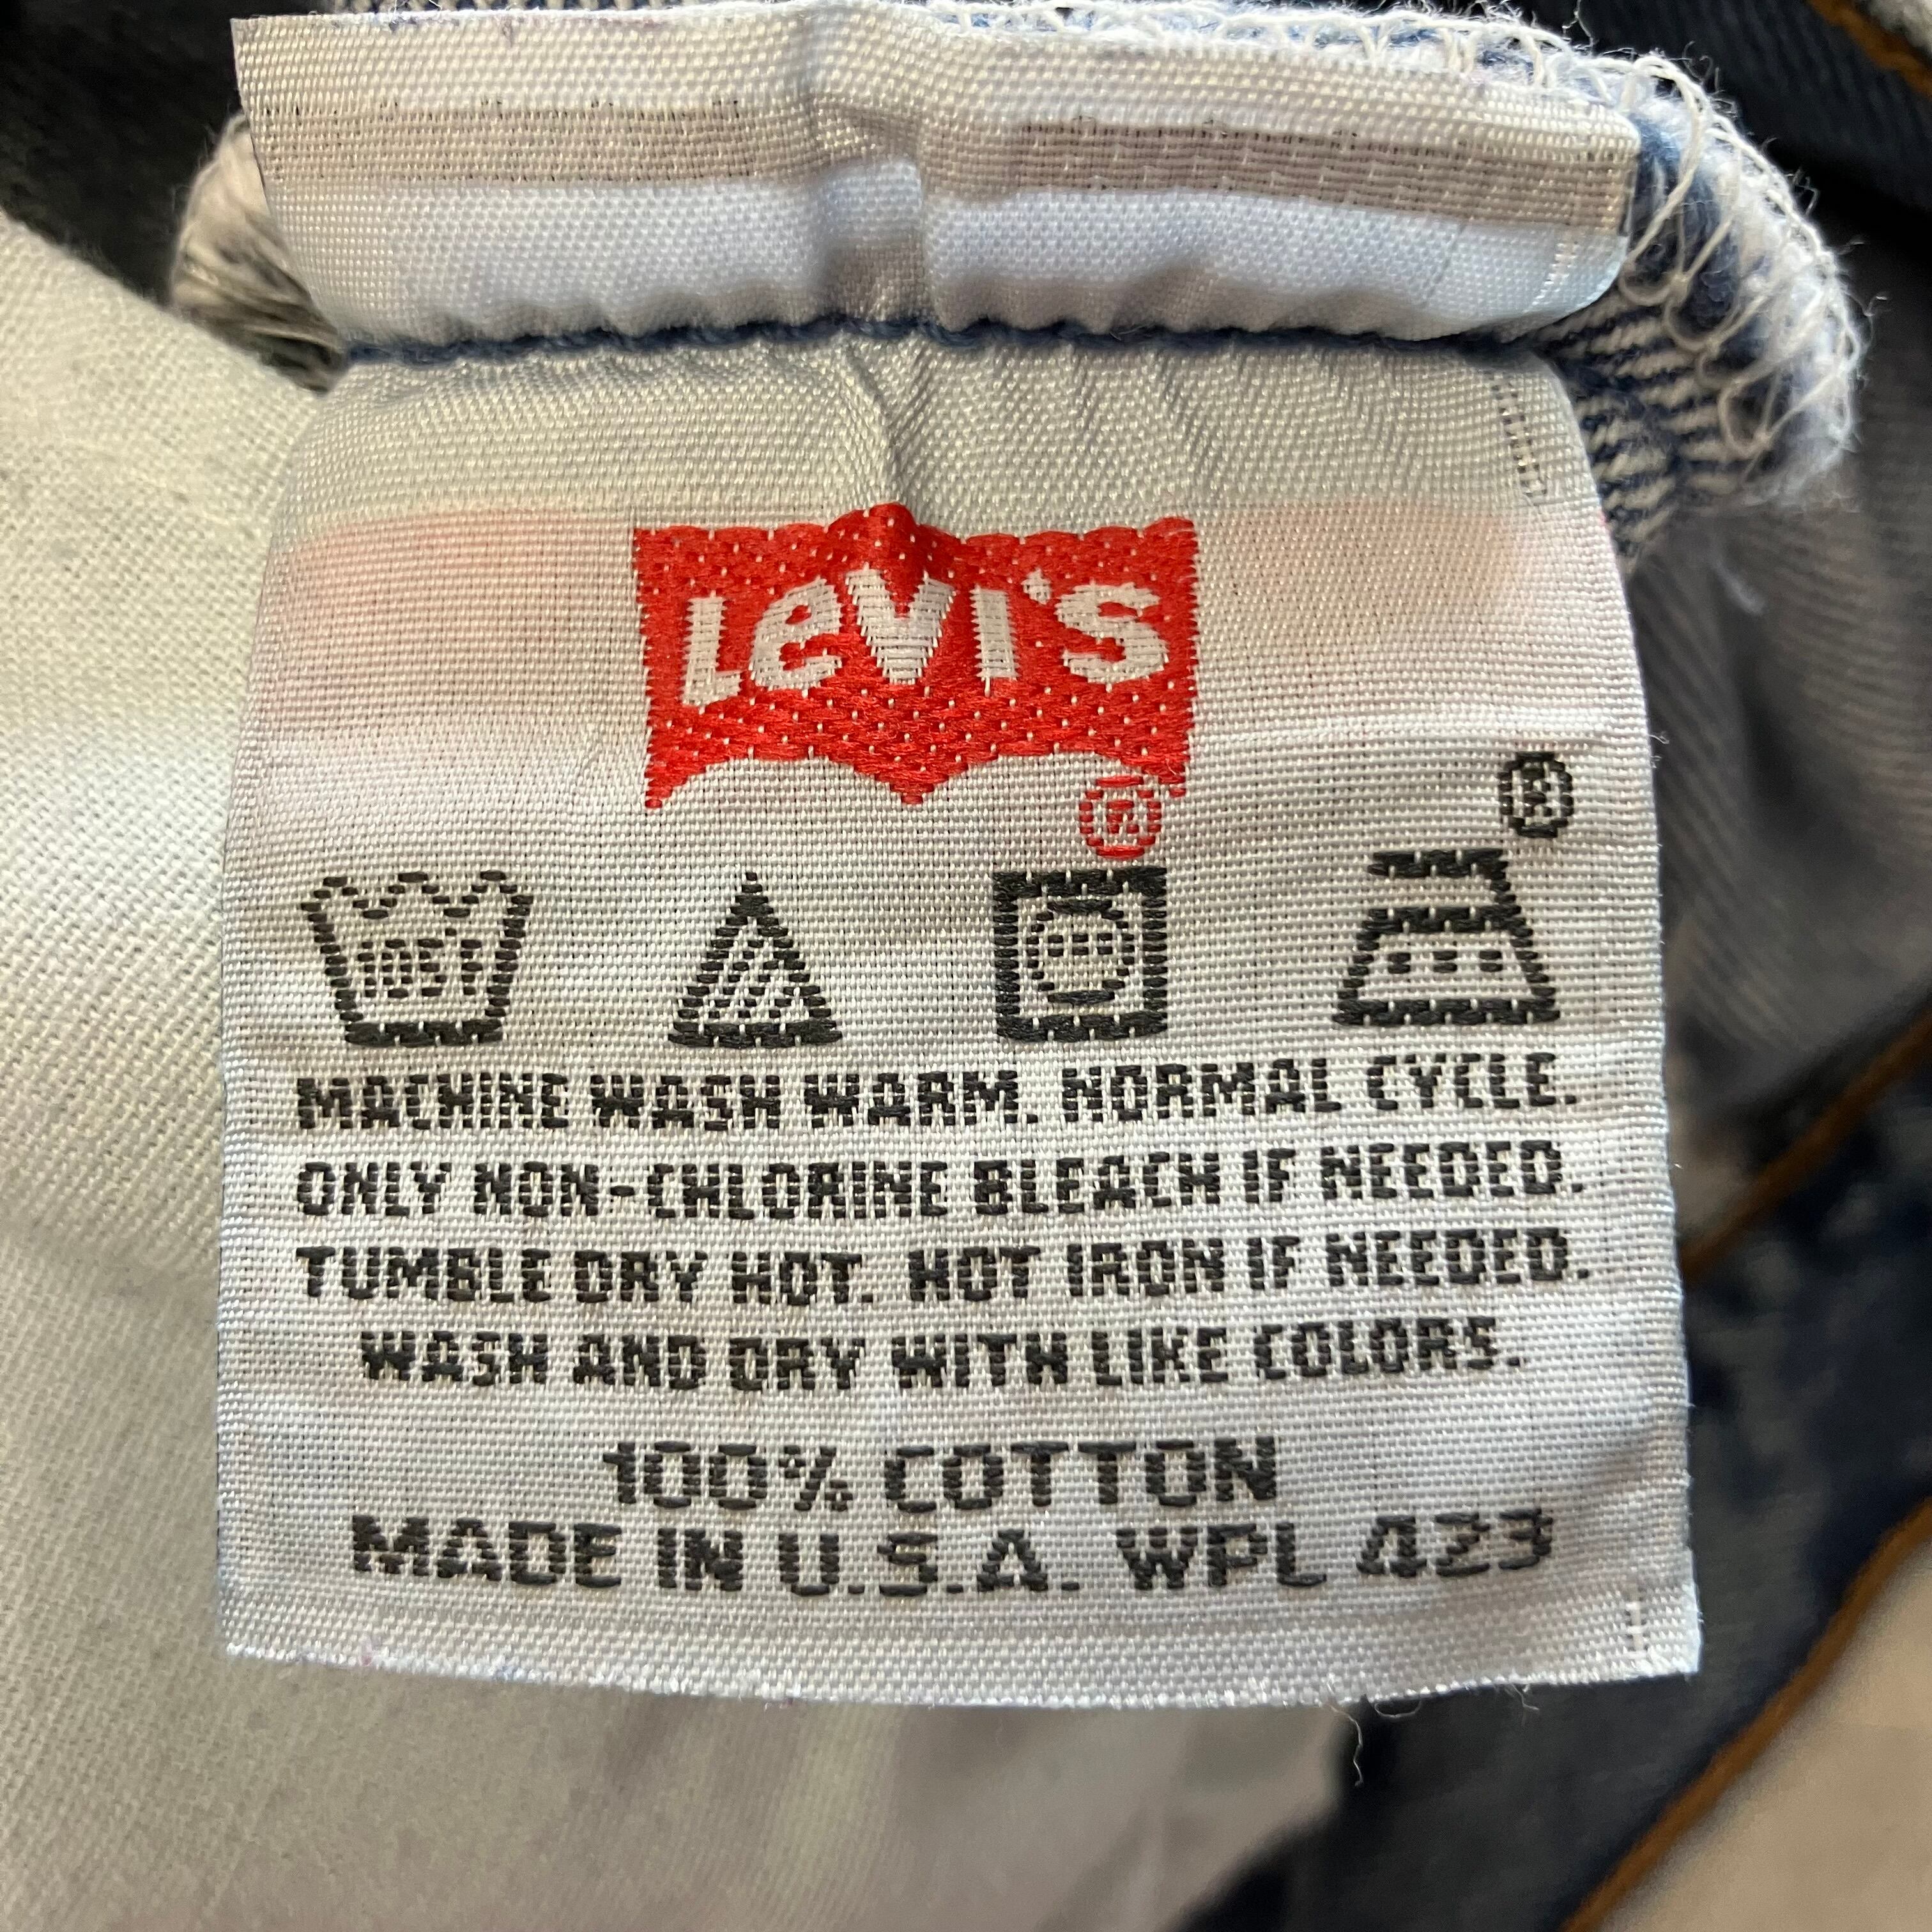 Levi's
®
®
105°F
MACHINE WASH WARM. NORMAL CYCLE.
ONLY NON-CHLORINE BLEACH IF NEEDED.
TUMBLE DRY HOT. HOT IRON IF NEEDED.
WASH AND DRY WITH LIKE COLORS.
100% COTTON
MADE IN U.S.A. WPL 423